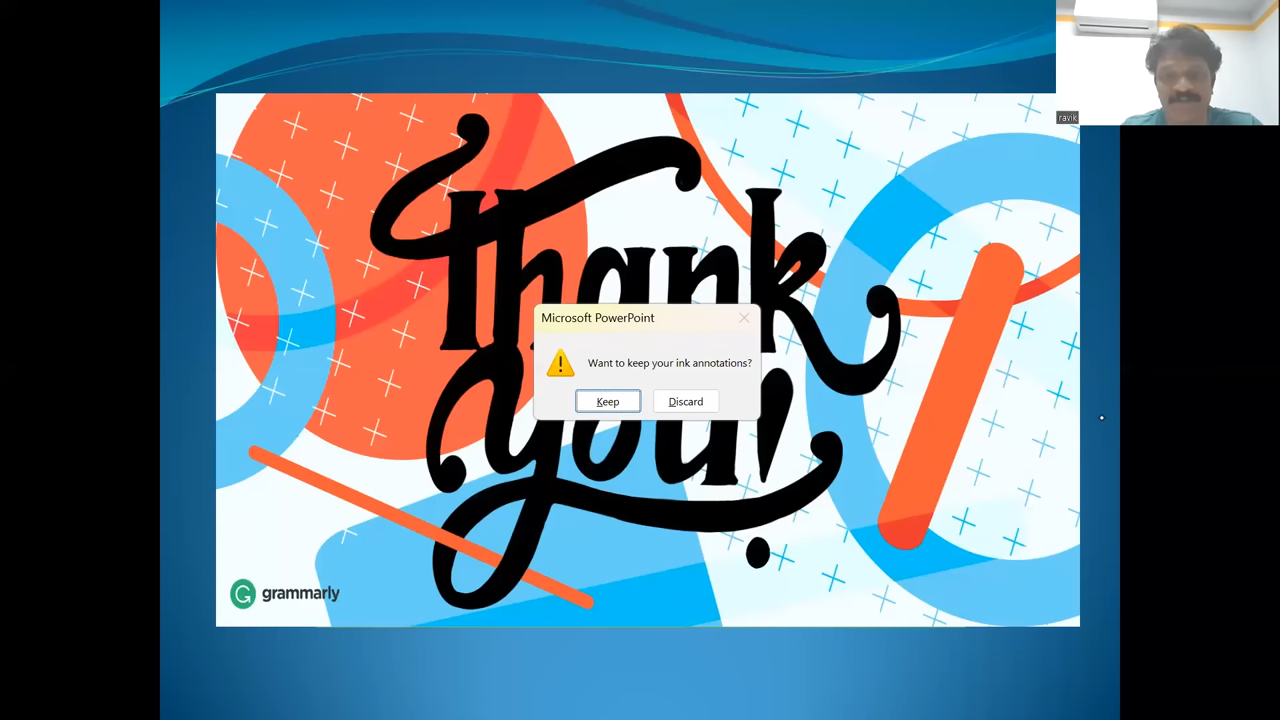 ravik
Thank
you!
Microsoft PowerPoint
Want to keep your ink annotations?
Keep
Discard
grammarly